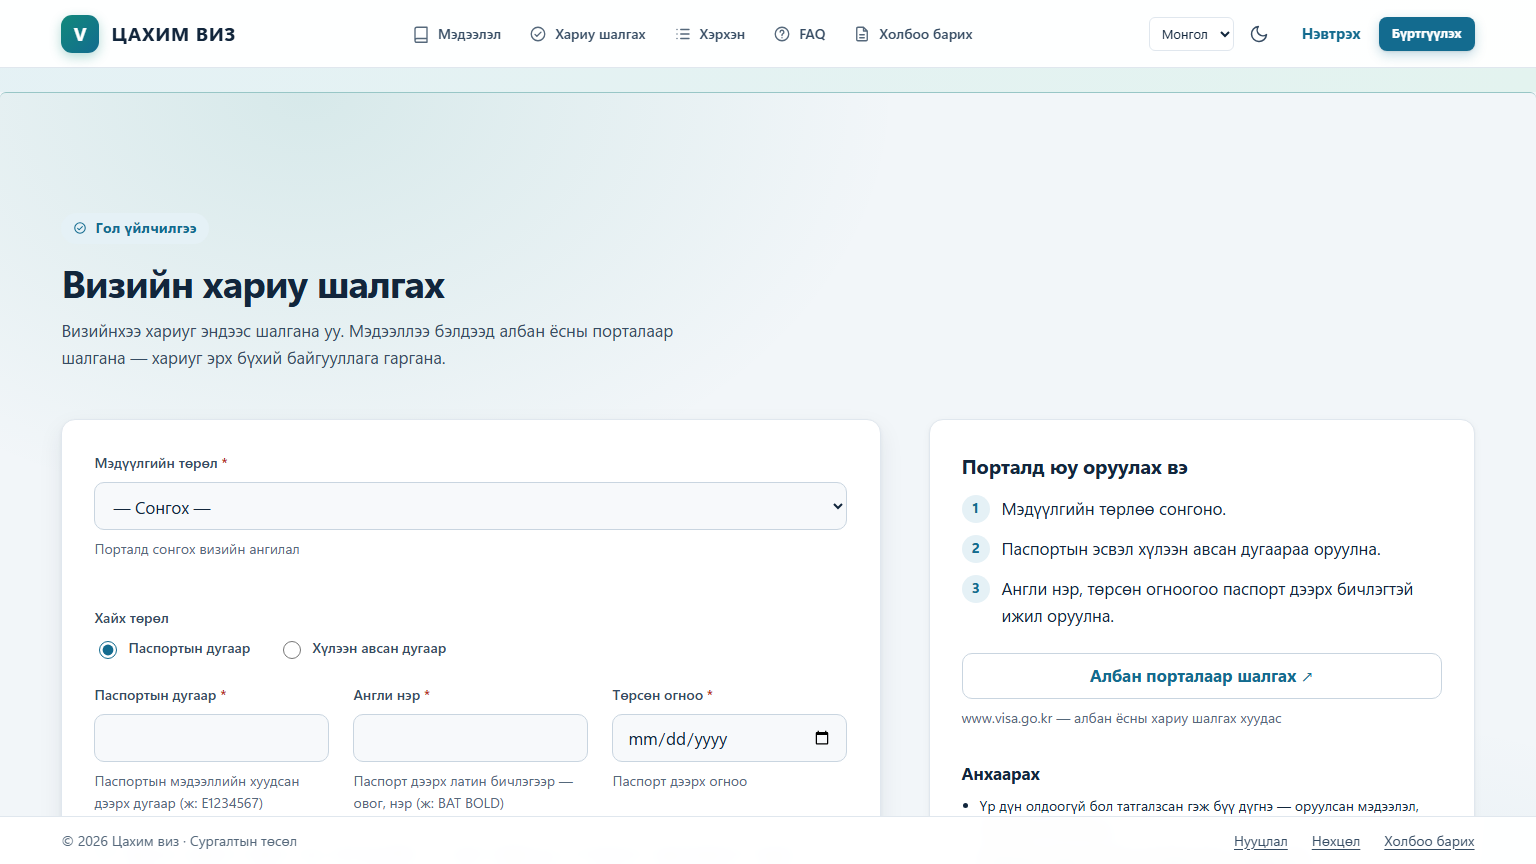 V ЦАХИМ ВИЗ
Мэдээлэл
Хариу шалгах
Хэрхэн
FAQ
Холбоо барих
Монгол
Нэвтрэх
Бүртгүүлэх
Гол үйлчилгээ
Визийн хариу шалгах
Визийнхээ хариуг эндээс шалгана уу. Мэдээллээ бэлдээд албан ёсны порталаар
шалгана — хариуг эрх бүхий байгууллага гаргана.
Мэдүүлгийн төрөл *
— Сонгох —
Порталд сонгох визийн ангилал
Хайх төрөл
Паспортын дугаар
Хүлээн авсан дугаар
Паспортын дугаар *
Паспортын мэдээллийн хуудсан
дээрх дугаар (ж: E1234567)
Англи нэр *
Паспорт дээрх латин бичлэгээр —
овог, нэр (ж: BAT BOLD)
Төрсөн огноо *
mm/dd/yyyy
Паспорт дээрх огноо
Порталд юу оруулах вэ
1 Мэдүүлгийн төрлөө сонгоно.
2 Паспортын эсвэл хүлээн авсан дугаараа оруулна.
3 Англи нэр, төрсөн огноогоо паспорт дээрх бичлэгтэй
ижил оруулна.
Албан порталаар шалгах ↗
www.visa.go.kr — албан ёсны хариу шалгах хуудас
Анхаарах
• Үр дүн олдоогүй бол татгалзсан гэж бүү дүгнэ — оруулсан мэдээлэл,
© 2026 Цахим виз · Сургалтын төсөл
Нууцлал
Нөхцөл
Холбоо барих